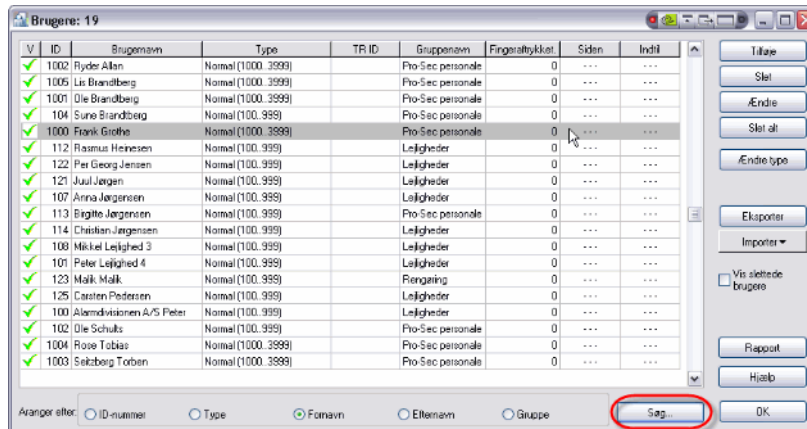 Brugere: 19
V ID Brugernavn Type TR ID Gruppenavn Fingeraftrykket. Siden Indtil
1002 Ryder Allan Normal (1000..3999) Pro-Sec personale 0 - - - - - -
1005 Lis Brandtberg Normal (1000..3999) Pro-Sec personale 0 - - - - - -
1001 Ole Brandtberg Normal (1000..3999) Pro-Sec personale 0 - - - - - -
104 Sune Brandtberg Normal (100..999) Pro-Sec personale 0 - - - - - -
1000 Frank Grothe Normal (1000..3999) Pro-Sec personale 0 - - - - - -
112 Rasmus Heinesen Normal (100..999) Lejligheder 0 - - - - - -
122 Per Georg Jensen Normal (100..999) Lejligheder 0 - - - - - -
121 Juul Jørgen Normal (100..999) Lejligheder 0 - - - - - -
107 Anna Jørgensen Normal (100..999) Lejligheder 0 - - - - - -
113 Birgitte Jørgensen Normal (100..999) Pro-Sec personale 0 - - - - - -
114 Christian Jørgensen Normal (100..999) Lejligheder 0 - - - - - -
108 Mikkel Lejlighed 3 Normal (100..999) Lejligheder 0 - - - - - -
101 Peter Lejlighed 4 Normal (100..999) Lejligheder 0 - - - - - -
123 Malik Malik Normal (100..999) Rengøring 0 - - - - - -
125 Carsten Pedersen Normal (100..999) Lejligheder 0 - - - - - -
100 Alarmdivisionen A/S Peter Normal (100..999) Lejligheder 0 - - - - - -
102 Ole Schults Normal (100..999) Pro-Sec personale 0 - - - - - -
1004 Rose Tobias Normal (1000..3999) Pro-Sec personale 0 - - - - - -
1003 Seitzberg Torben Normal (1000..3999) Pro-Sec personale 0 - - - - - -
Tilføje
Slet
Ændre
Slet alt
Ændre type
Eksporter
Importer
Vis slettede
brugere
Rapport
Hjælp
Aranger efter: ID-nummer Type Fornavn Efternavn Gruppe Søg... OK